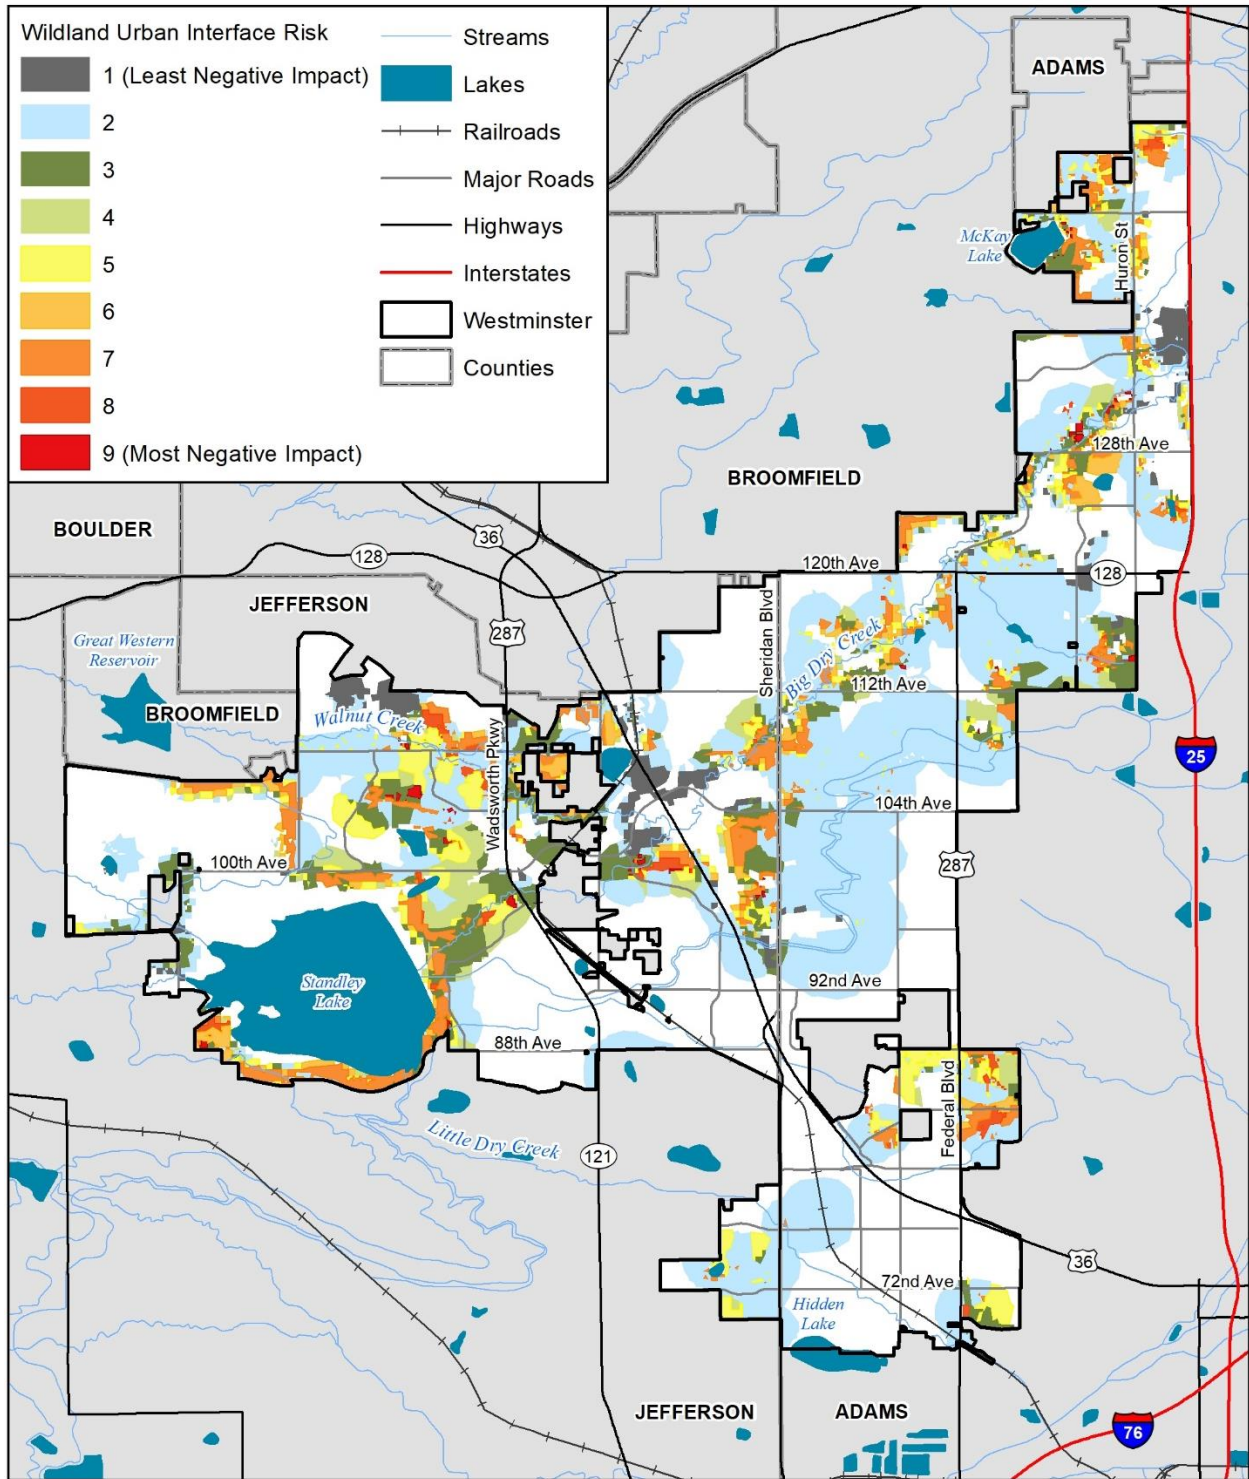 Wildland Urban Interface Risk
1 (Least Negative Impact)
2
3
4
5
6
7
8
9 (Most Negative Impact)
Streams
Lakes
Railroads
Major Roads
Highways
Interstates
Westminster
Counties
ADAMS
McKay
Lake
Huron St
128th Ave
BROOMFIELD
BOULDER
36
128
120th Ave
128
JEFFERSON
287
Great Western
Reservoir
Sheridan Blvd
Big Dry Creek
112th Ave
BROOMFIELD
Walnut Creek
Wadsworth Pkwy
25
104th Ave
100th Ave
287
Standley
Lake
92nd Ave
88th Ave
Federal Blvd
Little Dry Creek
121
36
72nd Ave
Hidden
Lake
JEFFERSON
ADAMS
76